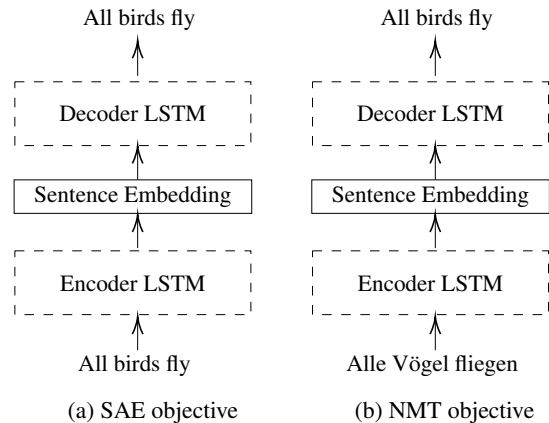 All birds fly
Decoder LSTM
Sentence Embedding
Encoder LSTM
All birds fly
(a) SAE objective
All birds fly
Decoder LSTM
Sentence Embedding
Encoder LSTM
Alle Vögel fliegen
(b) NMT objective